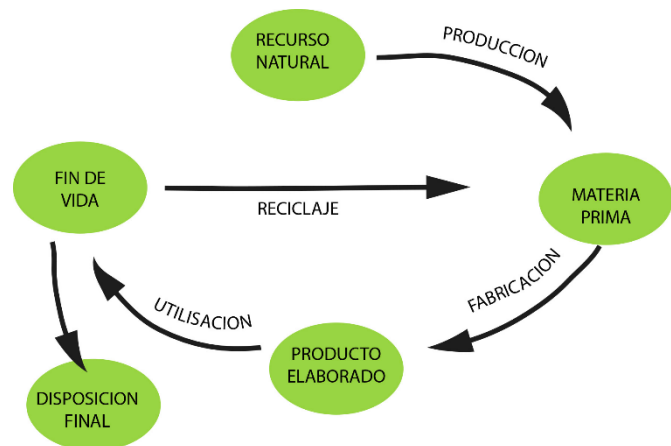 RECURSO
NATURAL
PRODUCCION
FIN DE
VIDA
RECICLAJE
MATERIA
PRIMA
FABRICACION
UTILISACION
PRODUCTO
ELABORADO
DISPOSICION
FINAL